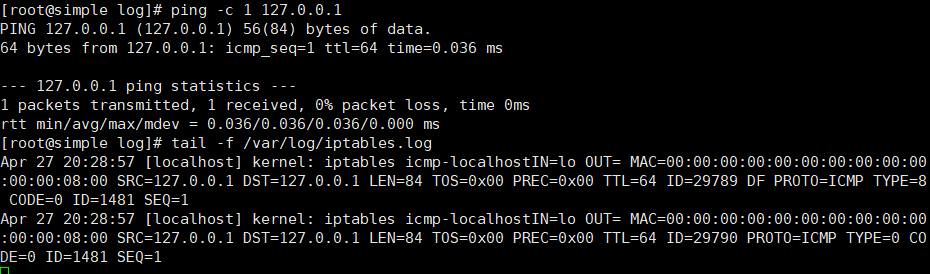 [root@simple log]# ping -c 1 127.0.0.1
PING 127.0.0.1 (127.0.0.1) 56(84) bytes of data.
64 bytes from 127.0.0.1: icmp_seq=1 ttl=64 time=0.036 ms
--- 127.0.0.1 ping statistics ---
1 packets transmitted, 1 received, 0% packet loss, time 0ms
rtt min/avg/max/mdev = 0.036/0.036/0.036/0.000 ms
[root@simple log]# tail -f /var/log/iptables.log
Apr 27 20:28:57 [localhost] kernel: iptables icmp-localhostIN=lo OUT= MAC=00:00:00:00:00:00:00:00:00:00
:00:00:08:00 SRC=127.0.0.1 DST=127.0.0.1 LEN=84 TOS=0x00 PREC=0x00 TTL=64 ID=29789 DF PROTO=ICMP TYPE=8
 CODE=0 ID=1481 SEQ=1
Apr 27 20:28:57 [localhost] kernel: iptables icmp-localhostIN=lo OUT= MAC=00:00:00:00:00:00:00:00:00:00
:00:00:08:00 SRC=127.0.0.1 DST=127.0.0.1 LEN=84 TOS=0x00 PREC=0x00 TTL=64 ID=29790 PROTO=ICMP TYPE=0 CO
DE=0 ID=1481 SEQ=1